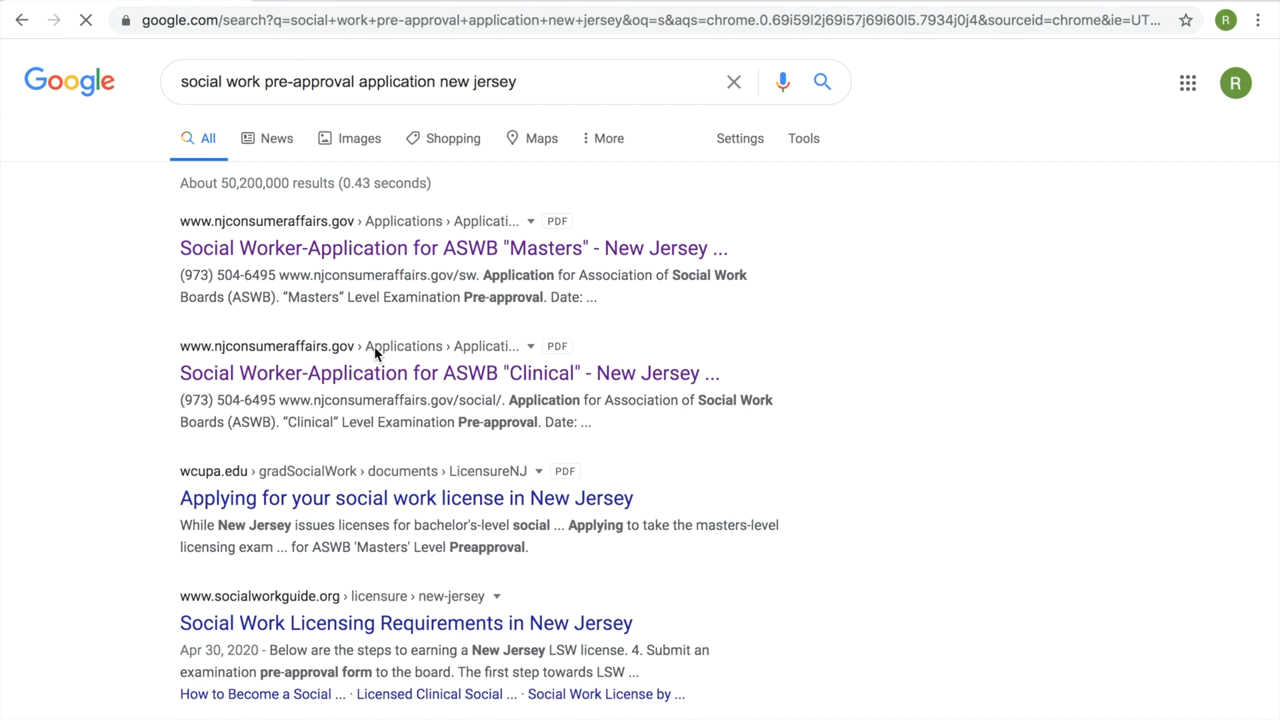 google.com/search?q=social+work+pre-approval+application+new+jersey&oq=s&aqs=chrome.0.69i59l2j69i57j69i60l5.7934j0j4&sourceid=chrome&ie=UT...
R
Google
social work pre-approval application new jersey
R
All News Images Shopping Maps More Settings Tools
About 50,200,000 results (0.43 seconds)
www.njconsumeraffairs.gov › Applications › Applicati... PDF
Social Worker-Application for ASWB "Masters" - New Jersey ...
(973) 504-6495 www.njconsumeraffairs.gov/sw. Application for Association of Social Work
Boards (ASWB). “Masters” Level Examination Pre-approval. Date: ...
www.njconsumeraffairs.gov › Applications › Applicati... PDF
Social Worker-Application for ASWB "Clinical" - New Jersey ...
(973) 504-6495 www.njconsumeraffairs.gov/social/. Application for Association of Social Work
Boards (ASWB). “Clinical” Level Examination Pre-approval. Date: ...
wcupa.edu › gradSocialWork › documents › LicensureNJ PDF
Applying for your social work license in New Jersey
While New Jersey issues licenses for bachelor's-level social ... Applying to take the masters-level
licensing exam ... for ASWB 'Masters' Level Preapproval.
www.socialworkguide.org › licensure › new-jersey
Social Work Licensing Requirements in New Jersey
Apr 30, 2020 - Below are the steps to earning a New Jersey LSW license. 4. Submit an
examination pre-approval form to the board. The first step towards LSW ...
How to Become a Social ... · Licensed Clinical Social ... · Social Work License by ...